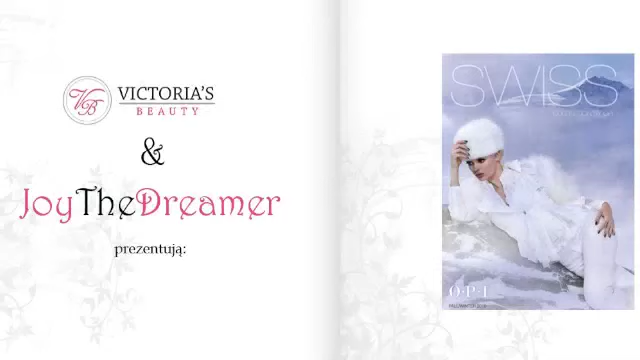 VB
VICTORIA'S
BEAUTY
&
JoyTheDreamer
prezentują:
SWISS
O·P·I